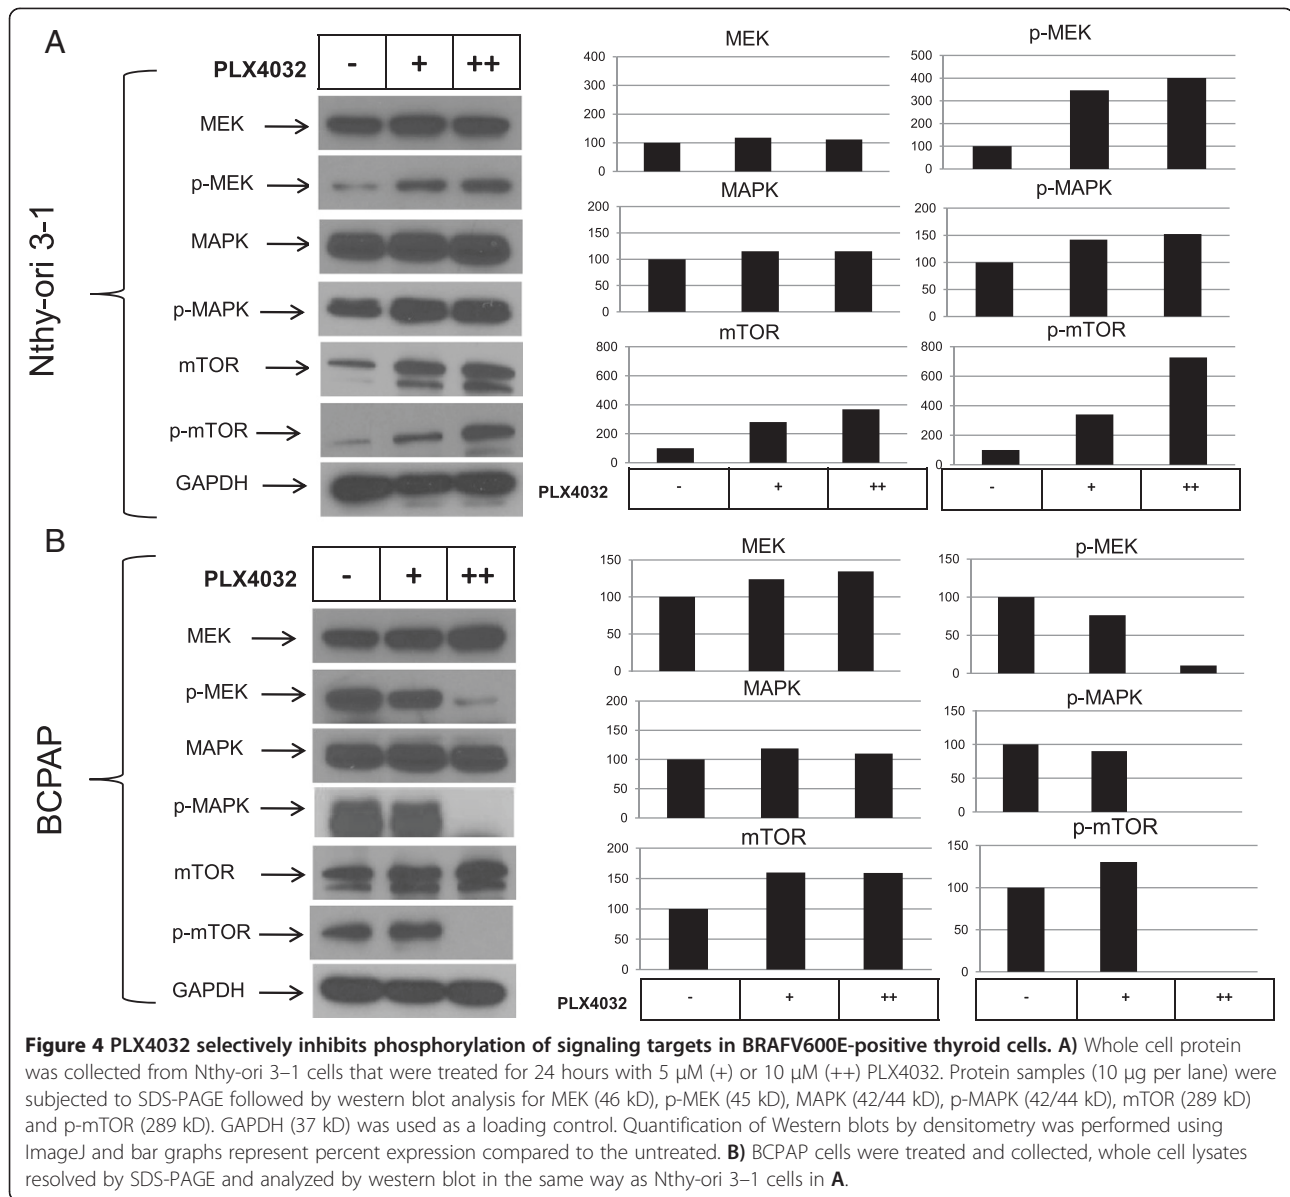 A
PLX4032 - + ++
Nthy-ori 3-1
MEK
p-MEK
MAPK
p-MAPK
mTOR
p-mTOR
GAPDH
MEK
400
300
200
100
0
p-MEK
500
400
300
200
100
0
MAPK
200
150
100
50
0
p-MAPK
200
150
100
50
0
mTOR
800
600
400
200
0
p-mTOR
800
600
400
200
0
PLX4032 - + ++ - + ++
B
PLX4032 - + ++
BCPAP
MEK
p-MEK
MAPK
p-MAPK
mTOR
p-mTOR
GAPDH
MEK
150
100
50
0
p-MEK
150
100
50
0
MAPK
200
150
100
50
0
p-MAPK
150
100
50
0
mTOR
200
150
100
50
0
p-mTOR
150
100
50
0
PLX4032 - + ++ - + ++
Figure 4 PLX4032 selectively inhibits phosphorylation of signaling targets in BRAFV600E-positive thyroid cells. A) Whole cell protein
was collected from Nthy-ori 3–1 cells that were treated for 24 hours with 5 μM (+) or 10 μM (++) PLX4032. Protein samples (10 μg per lane) were
subjected to SDS-PAGE followed by western blot analysis for MEK (46 kD), p-MEK (45 kD), MAPK (42/44 kD), p-MAPK (42/44 kD), mTOR (289 kD)
and p-mTOR (289 kD). GAPDH (37 kD) was used as a loading control. Quantification of Western blots by densitometry was performed using
ImageJ and bar graphs represent percent expression compared to the untreated. B) BCPAP cells were treated and collected, whole cell lysates
resolved by SDS-PAGE and analyzed by western blot in the same way as Nthy-ori 3–1 cells in A.